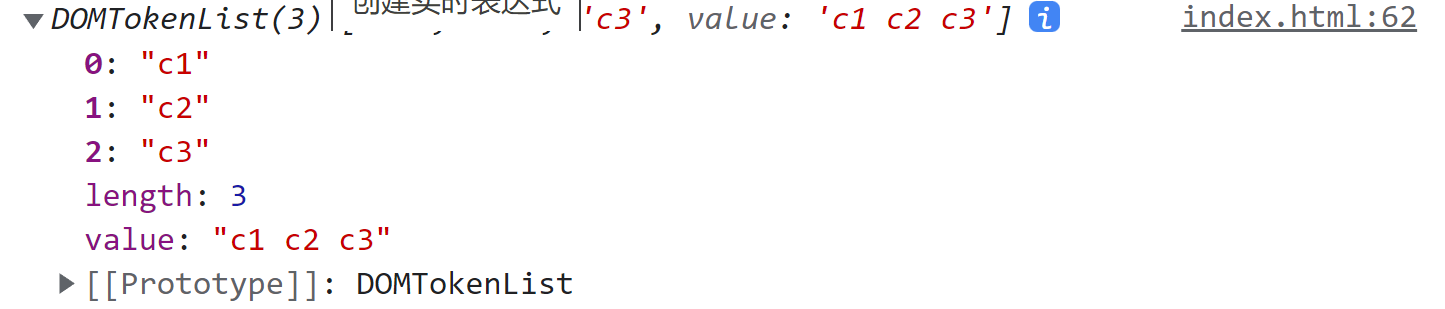 ▼DOMTokenList(3) 创建实时表达式 'c3', value: 'c1 c2 c3'] i index.html:62
0: "c1"
1: "c2"
2: "c3"
length: 3
value: "c1 c2 c3"
▶[[Prototype]]: DOMTokenList